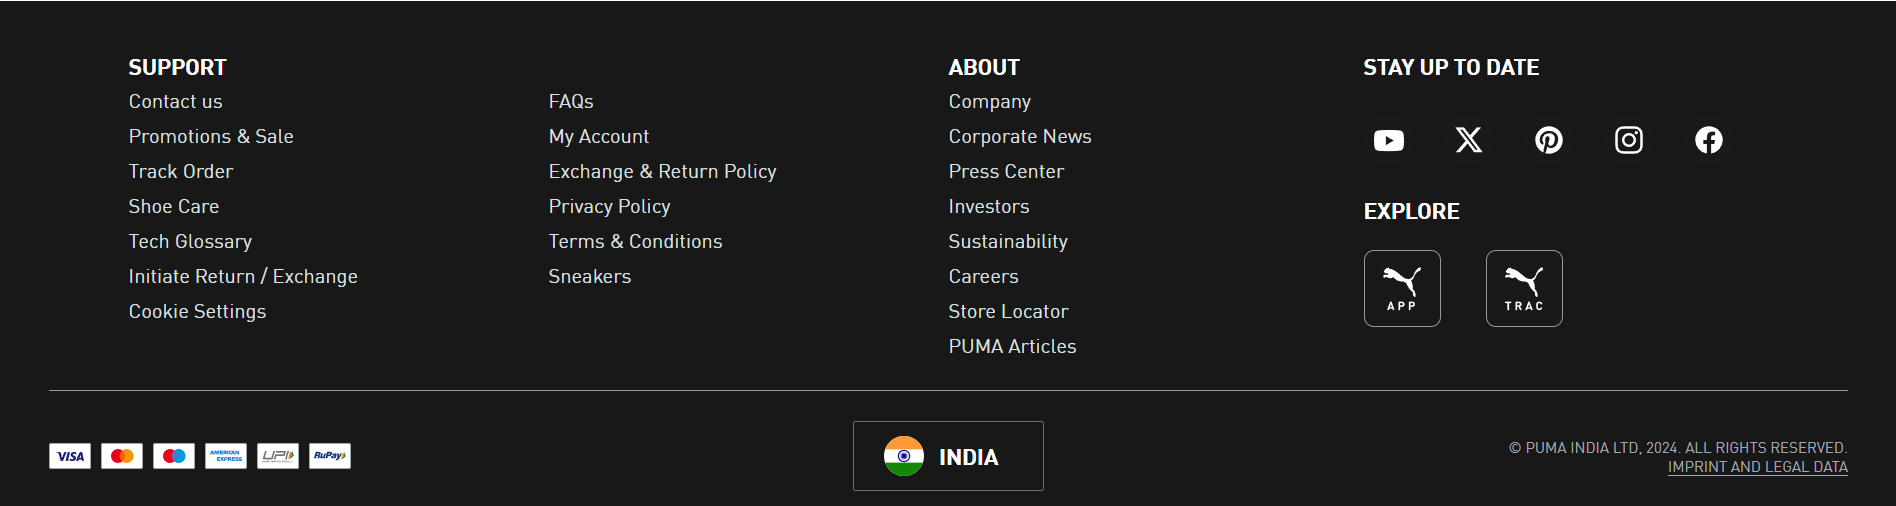 SUPPORT
Contact us
Promotions & Sale
Track Order
Shoe Care
Tech Glossary
Initiate Return / Exchange
Cookie Settings
FAQs
My Account
Exchange & Return Policy
Privacy Policy
Terms & Conditions
Sneakers
ABOUT
Company
Corporate News
Press Center
Investors
Sustainability
Careers
Store Locator
PUMA Articles
STAY UP TO DATE
EXPLORE
APP
TRAC
VISA
AMERICAN
EXPRESS
UPI
RuPay
INDIA
© PUMA INDIA LTD, 2024. ALL RIGHTS RESERVED.
IMPRINT AND LEGAL DATA